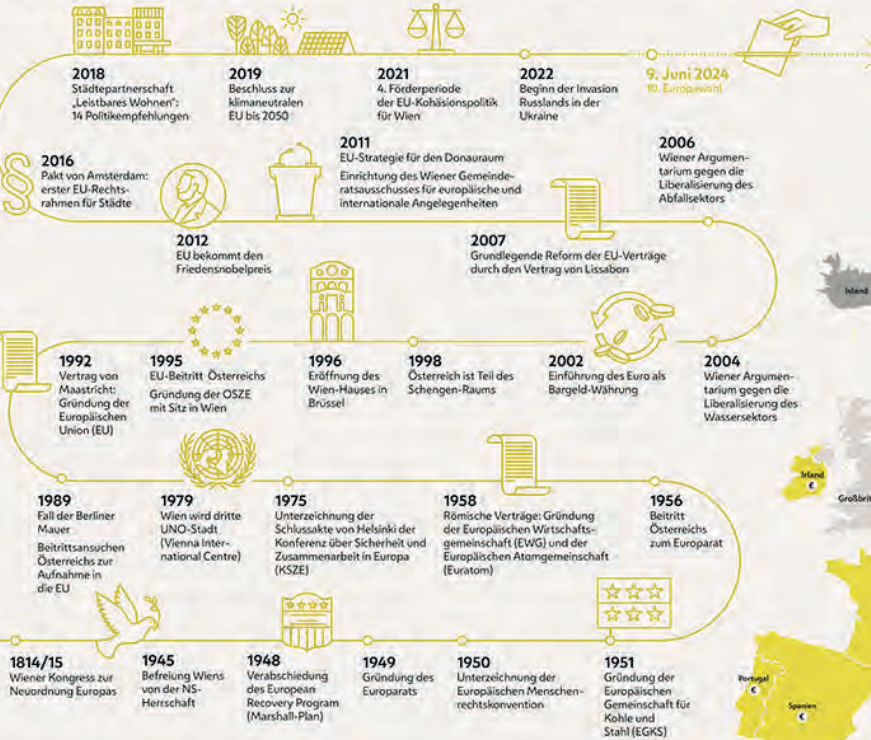 2018
Städtepartnerschaft
„Leistbares Wohnen“:
14 Politikempfehlungen
2019
Beschluss zur
klimaneutralen
EU bis 2050
2021
4. Förderperiode
der EU-Kohäsionspolitik
für Wien
2022
Beginn der Invasion
Russlands in der
Ukraine
9. Juni 2024
10. Europawahl
§
2016
Pakt von Amsterdam:
erster EU-Rechts-
rahmen für Städte
2012
EU bekommt den
Friedensnobelpreis
2011
EU-Strategie für den Donauraum
Einrichtung des Wiener Gemeinde-
ratsausschusses für europäische und
internationale Angelegenheiten
2007
Grundlegende Reform der EU-Verträge
durch den Vertrag von Lissabon
2006
Wiener Argumen-
tarium gegen die
Liberalisierung des
Abfallsektors
1992
Vertrag von
Maastricht:
Gründung der
Europäischen
Union (EU)
1995
EU-Beitritt Österreichs
Gründung der OSZE
mit Sitz in Wien
1996
Eröffnung des
Wien-Hauses in
Brüssel
1998
Österreich ist Teil des
Schengen-Raums
2002
Einführung des Euro als
Bargeld-Währung
2004
Wiener Argumen-
tarium gegen die
Liberalisierung des
Wassersektors
1989
Fall der Berliner
Mauer
Beitrittsansuchen
Österreichs zur
Aufnahme in
die EU
1979
Wien wird dritte
UNO-Stadt
(Vienna Inter-
national Centre)
1975
Unterzeichnung der
Schlussakte von Helsinki der
Konferenz über Sicherheit und
Zusammenarbeit in Europa
(KSZE)
1958
Römische Verträge: Gründung
der Europäischen Wirtschafts-
gemeinschaft (EWG) und der
Europäischen Atomgemeinschaft
(Euratom)
1956
Beitritt
Österreichs
zum Europarat
1814/15
Wiener Kongress zur
Neuordnung Europas
1945
Befreiung Wiens
von der NS-
Herrschaft
1948
Verabschiedung
des European
Recovery Program
(Marshall-Plan)
1949
Gründung des
Europarats
1950
Unterzeichnung der
Europäischen Menschen-
rechtskonvention
1951
Gründung der
Europäischen
Gemeinschaft für
Kohle und
Stahl (EGKS)
Island
Irland
€
Großbrit
Portugal
€
Spanien
€